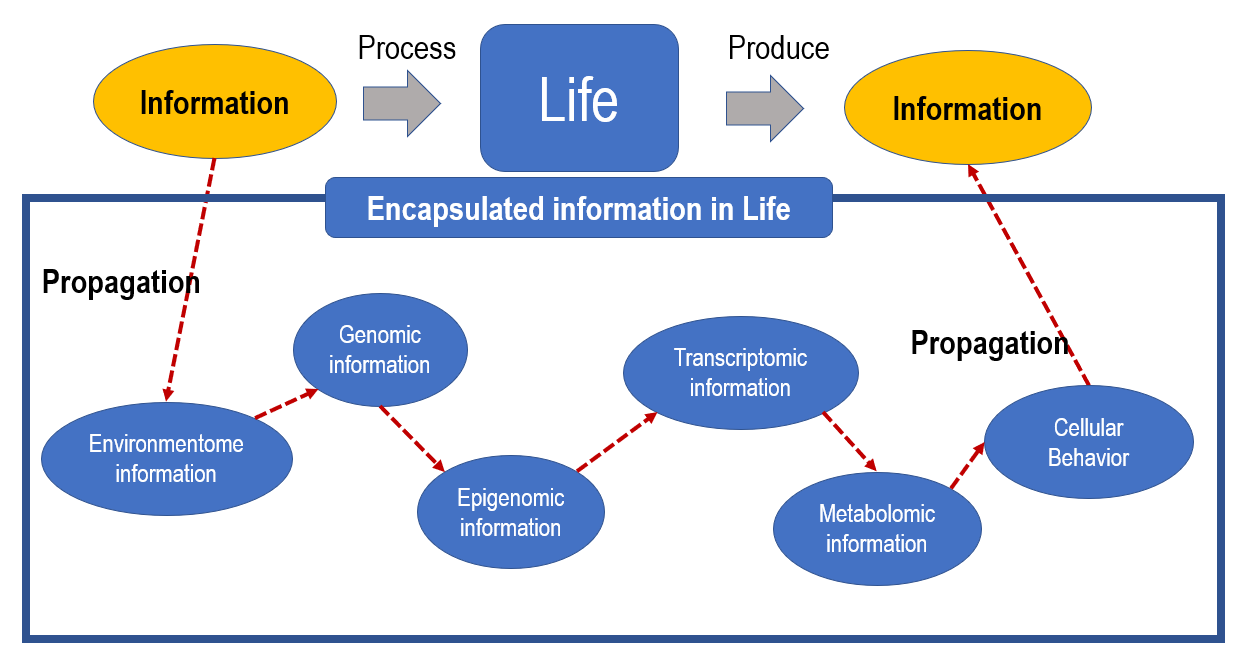 Process
Produce
Information
Life
Information
Encapsulated information in Life
Propagation
Genomic
information
Transcriptomic
information
Propagation
Environmentome
information
Cellular
Behavior
Epigenomic
information
Metabolomic
information